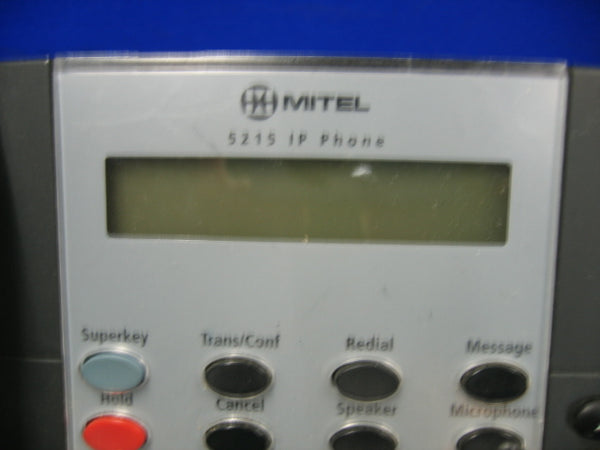 MITEL
5215 IP Phone
Superkey Trans/Conf Redial Message
Hold Cancel Speaker Microphone